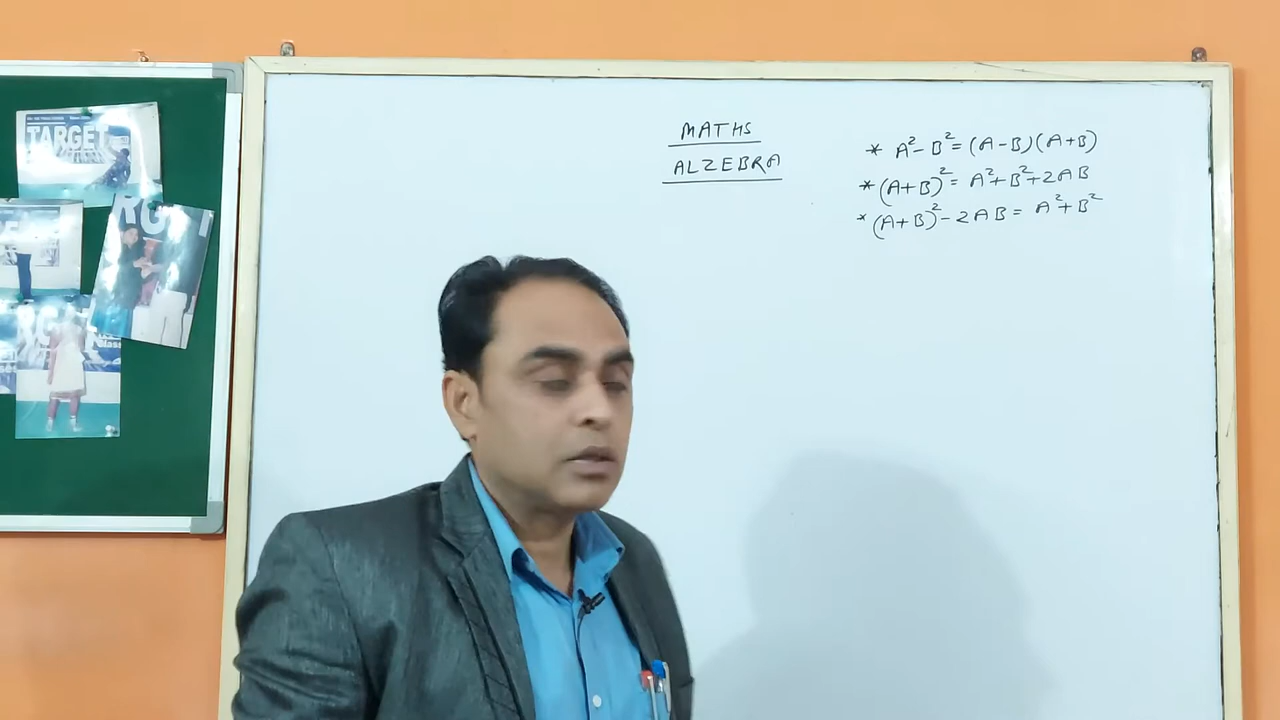 TARGET
MATHS
ALZEBRA
* A²-B²=(A-B)(A+B)
*(A+B)²= A²+B²+2AB
*(A+B)²-2AB= A²+B²